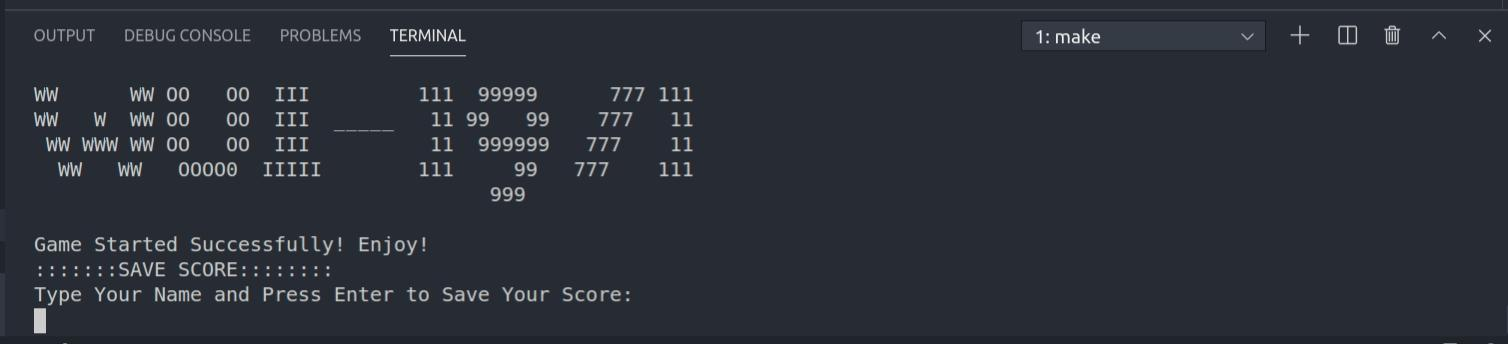 OUTPUT DEBUG CONSOLE PROBLEMS TERMINAL 1: make
WW      WW OO   OO  III         111  99999      777 111
WW   W  WW OO   OO  III  _____   11 99   99    777   11
 WW WWW WW OO   OO  III          11  999999   777    11
  WW   WW   OOOO0  IIIII        111     99   777    111
                                      999
Game Started Successfully! Enjoy!
:::::::SAVE SCORE::::::::
Type Your Name and Press Enter to Save Your Score: